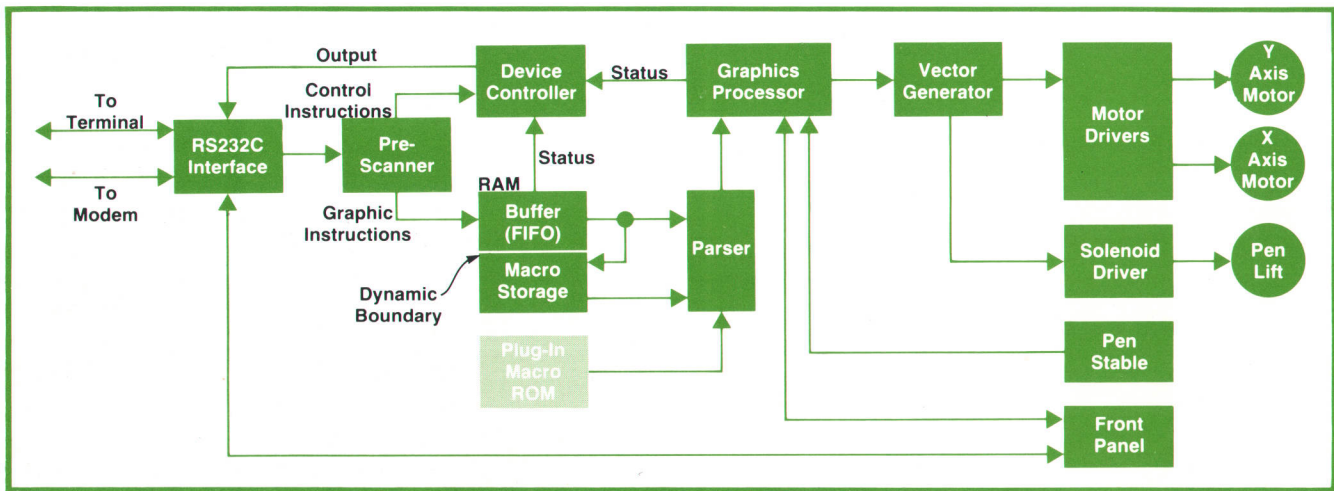 Output
Device
Controller
Status
Graphics
Processor
Vector
Generator
Motor
Drivers
Y
Axis
Motor
X
Axis
Motor
To
Terminal
To
Modem
RS232C
Interface
Control
Instructions
Pre-
Scanner
Graphic
Instructions
Status
RAM
Buffer
(FIFO)
Macro
Storage
Dynamic
Boundary
Parser
Plug-In
Macro
ROM
Solenoid
Driver
Pen
Lift
Pen
Stable
Front
Panel